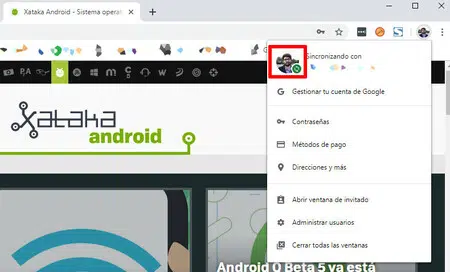 Xataka Android - Sistema operat
Sincronizando con
Gestionar tu cuenta de Google
xataka
android
Contraseñas
Métodos de pago
Direcciones y más
Abrir ventana de invitado
Administrar usuarios
Cerrar todas las ventanas
Android Q Beta 5 ya está